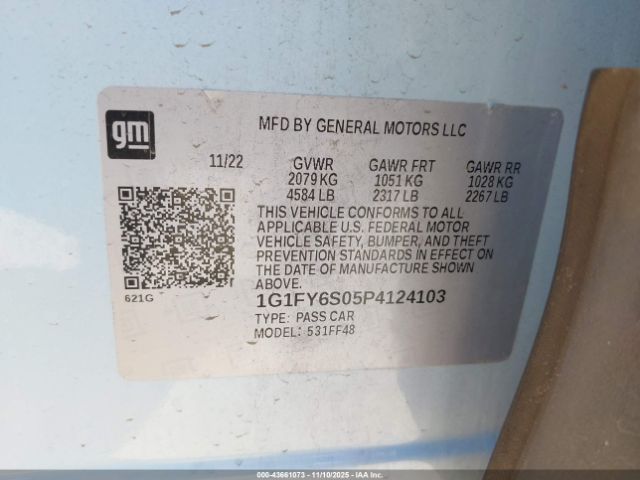 gm
MFD BY GENERAL MOTORS LLC
11/22 GVWR GAWR FRT GAWR RR
2079 KG 1051 KG 1028 KG
4584 LB 2317 LB 2267 LB
THIS VEHICLE CONFORMS TO ALL
APPLICABLE U.S. FEDERAL MOTOR
VEHICLE SAFETY, BUMPER, AND THEFT
PREVENTION STANDARDS IN EFFECT ON
THE DATE OF MANUFACTURE SHOWN
ABOVE.
621G
1G1FY6S05P4124103
TYPE: PASS CAR
MODEL: 531FF48
000-43661073 - 11/10/2025 - IAAI.COM